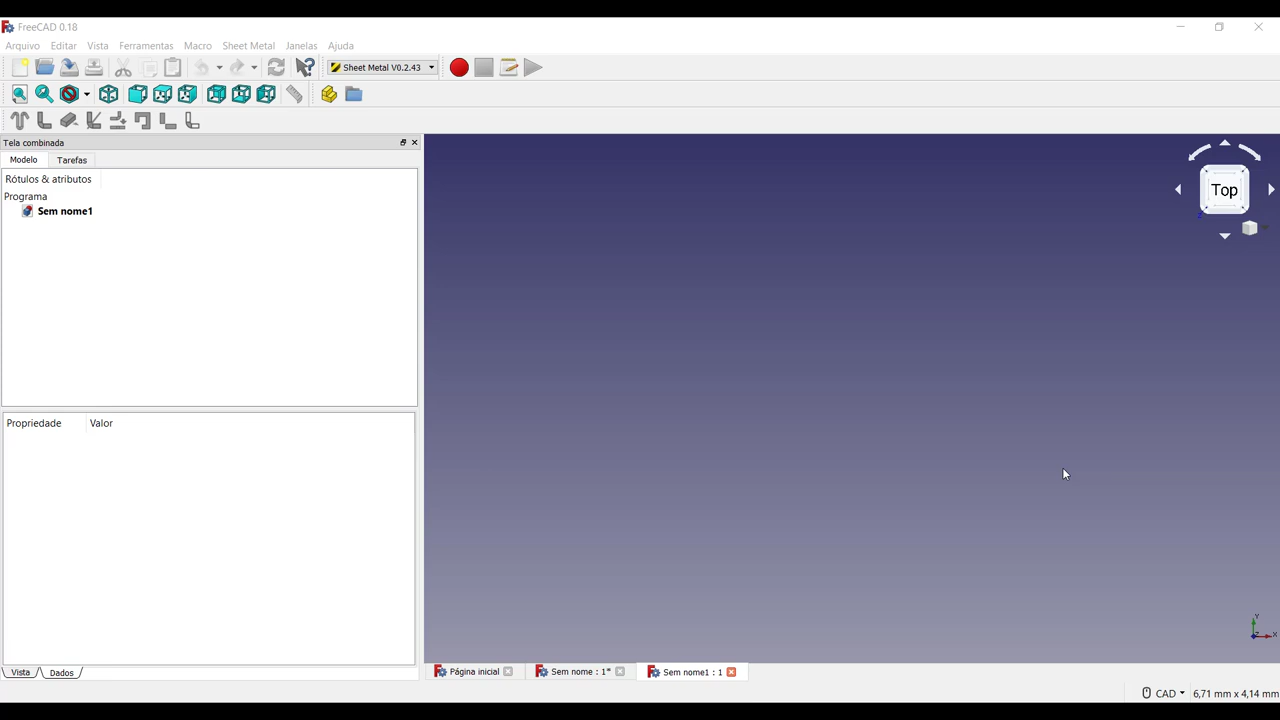 FreeCAD 0.18
Arquivo Editar Vista Ferramentas Macro Sheet Metal Janelas Ajuda
Sheet Metal V0.2.43
Tela combinada
Modelo Tarefas
Rótulos & atributos
Programa
Sem nome1
Top
Z
Propriedade Valor
Y
Z X
Vista Dados
Página inicial Sem nome : 1* Sem nome1 : 1
CAD 6,71 mm x 4,14 mm